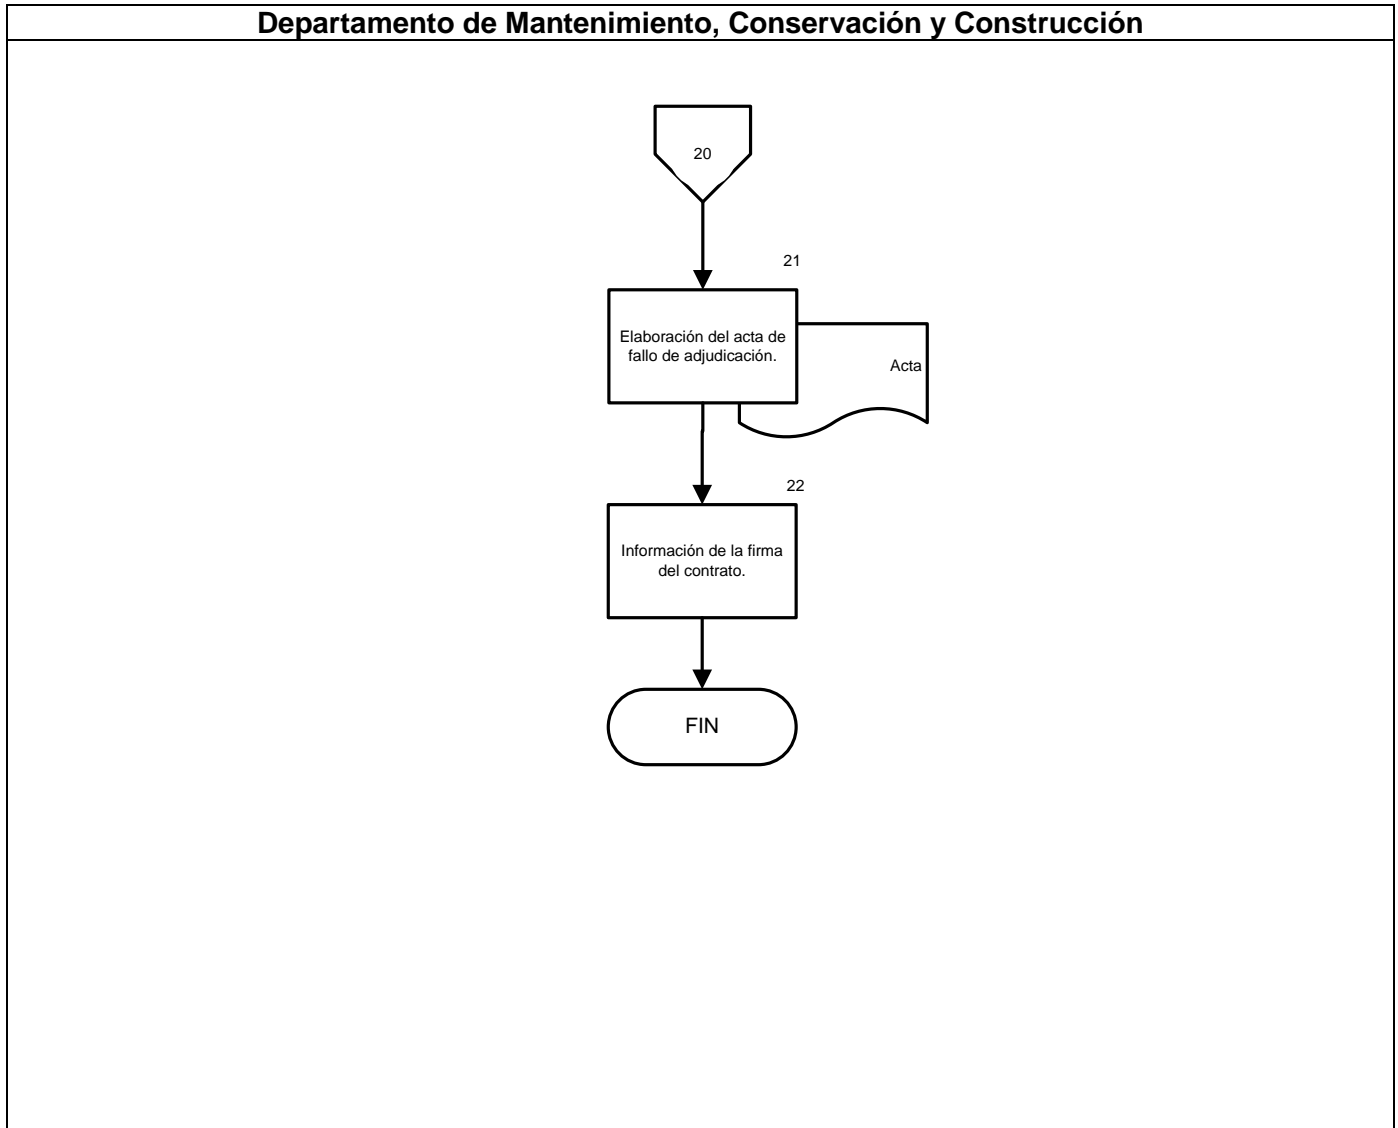 Departamento de Mantenimiento, Conservación y Construcción
20
21
Elaboración del acta de
fallo de adjudicación.
Acta
22
Información de la firma
del contrato.
FIN